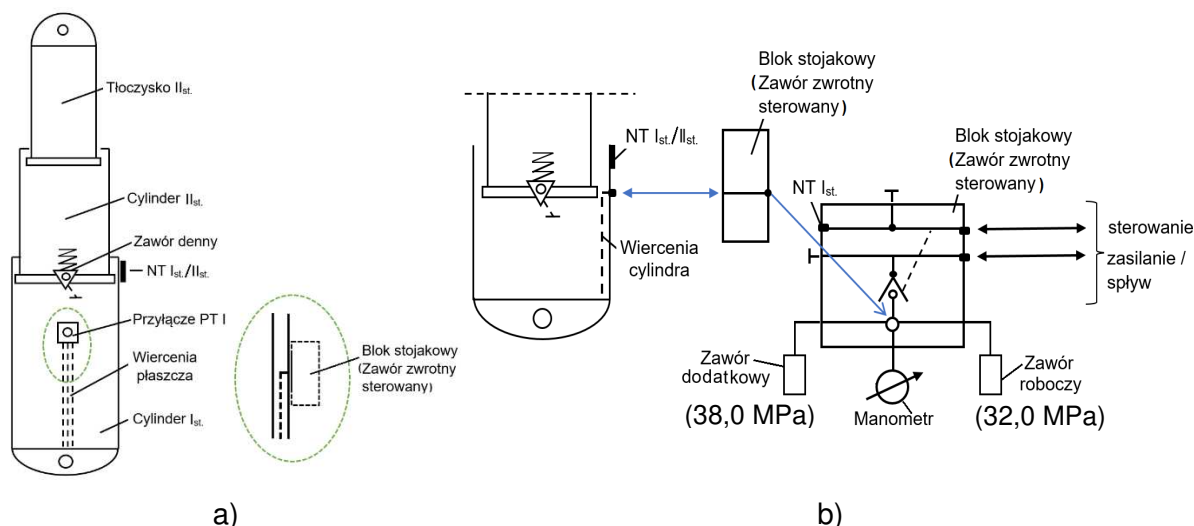 Tłoczysko IIst.
Cylinder IIst.
Zawór denny
NT Ist./IIst.
Przyłącze PT I
Wiercenia
płaszcza
Cylinder Ist.
Blok stojakowy
(Zawór zwrotny
sterowany)
a)
NT Ist./IIst.
Wiercenia
cylindra
Blok stojakowy
(Zawór zwrotny
sterowany)
Blok stojakowy
(Zawór zwrotny
sterowany)
NT Ist.
sterowanie
zasilanie /
spływ
Zawór
dodatkowy
(38,0 MPa)
Manometr
Zawór
roboczy
(32,0 MPa)
b)